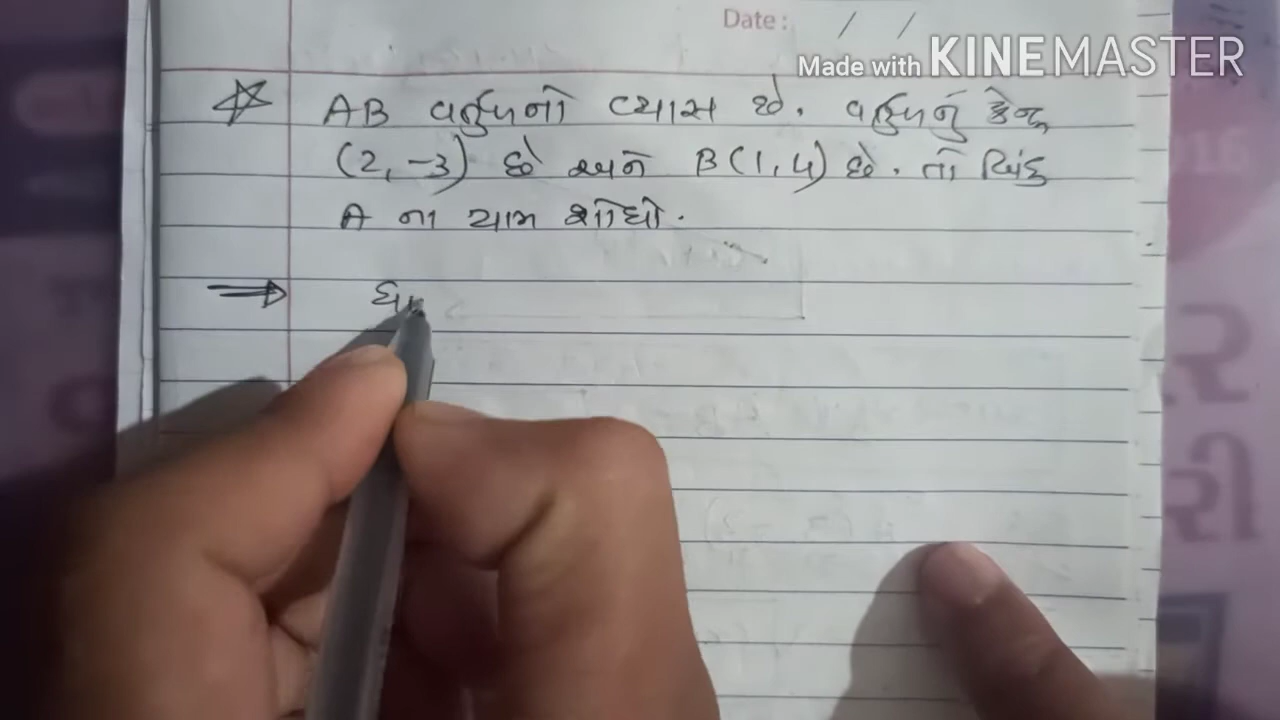 Date: / /
Made with KINEMASTER
☆ AB વર્તુળનો વ્યાસ છે. વર્તુળનું કેન્દ્ર
(2, -3) છે અને B(1, 4) છે. તો બિંદુ
A ના યામ શોધો.
⇒ ધા
ર
રી